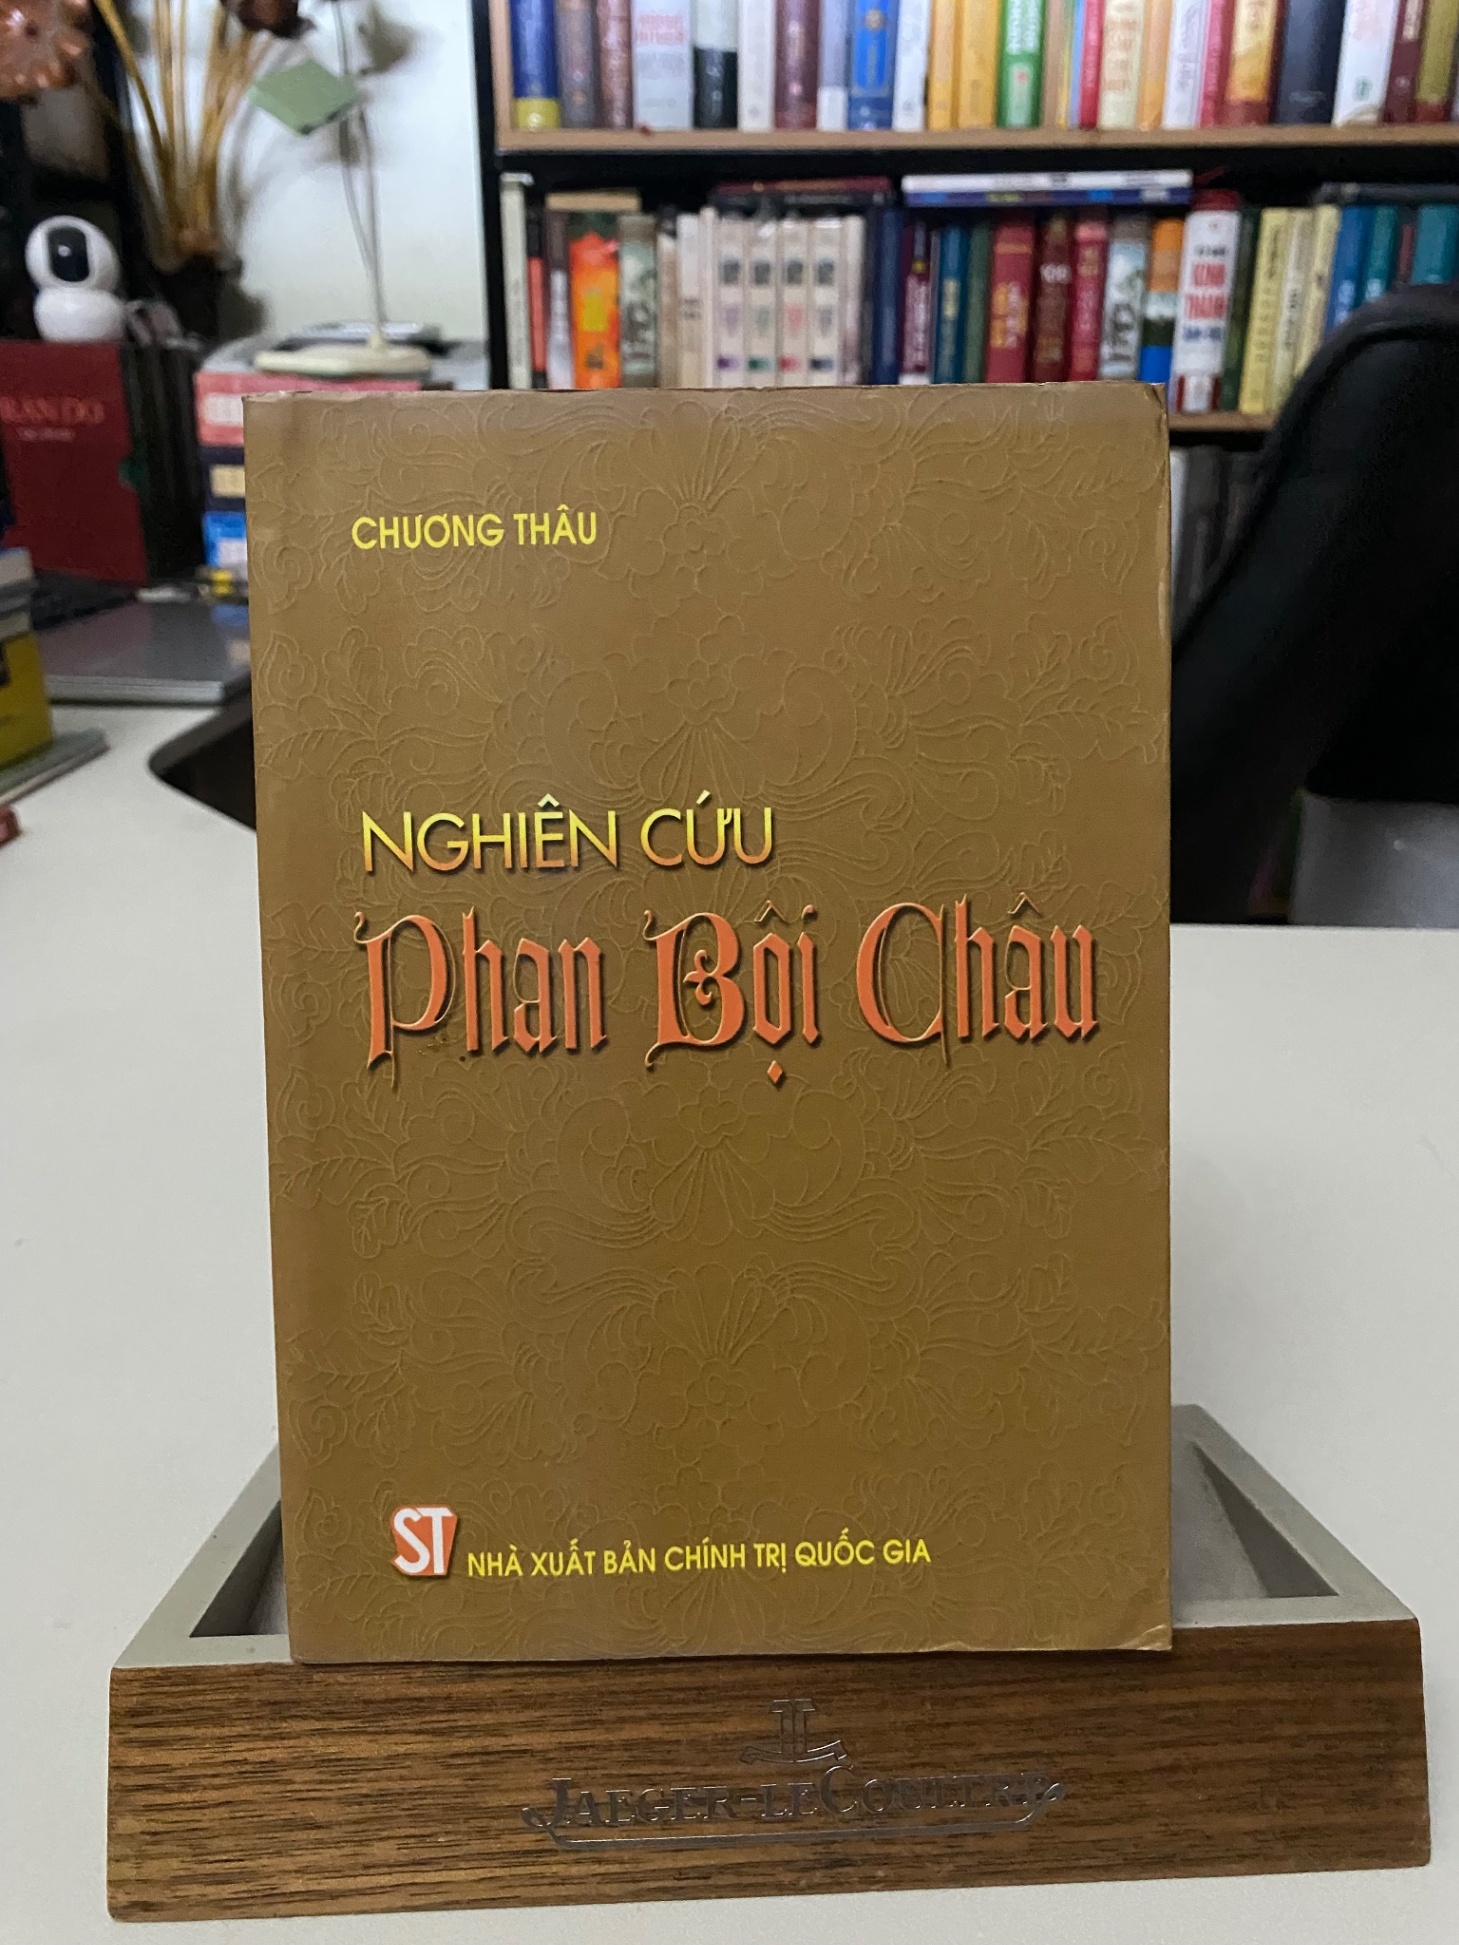 CHƯƠNG THÂU
NGHIÊN CỨU
Phan Bội Châu
ST NHÀ XUẤT BẢN CHÍNH TRỊ QUỐC GIA
JAEGER-LECOULTRE